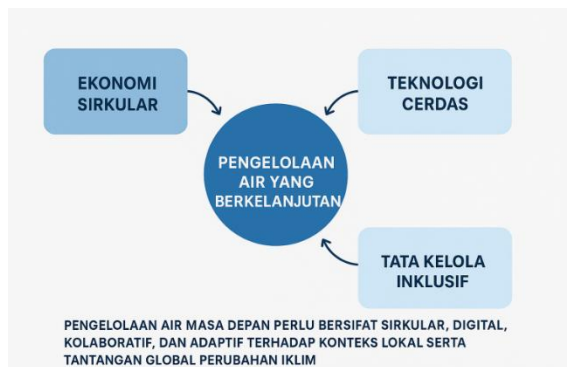 EKONOMI
SIRKULAR
TEKNOLOGI
CERDAS
PENGELOLAAN
AIR YANG
BERKELANJUTAN
TATA KELOLA
INKLUSIF
PENGELOLAAN AIR MASA DEPAN PERLU BERSIFAT SIRKULAR, DIGITAL,
KOLABORATIF, DAN ADAPTIF TERHADAP KONTEKS LOKAL SERTA
TANTANGAN GLOBAL PERUBAHAN IKLIM